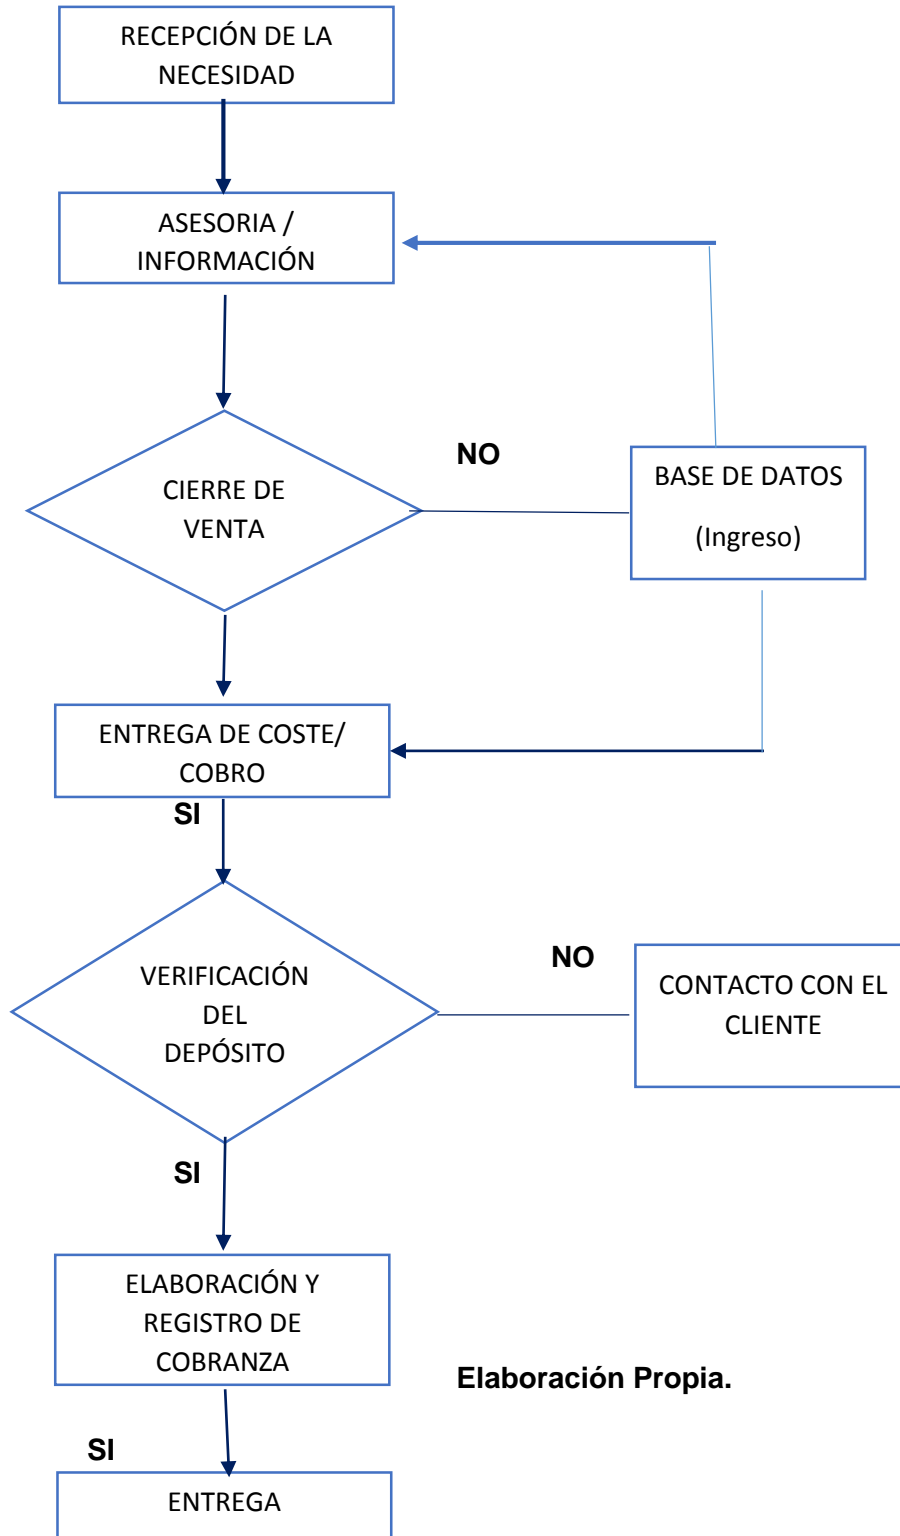 RECEPCIÓN DE LA
NECESIDAD
ASESORIA /
INFORMACIÓN
CIERRE DE
VENTA
NO
BASE DE DATOS
(Ingreso)
ENTREGA DE COSTE/
COBRO
SI
VERIFICACIÓN
DEL
DEPÓSITO
NO
CONTACTO CON EL
CLIENTE
SI
ELABORACIÓN Y
REGISTRO DE
COBRANZA
Elaboración Propia.
SI
ENTREGA